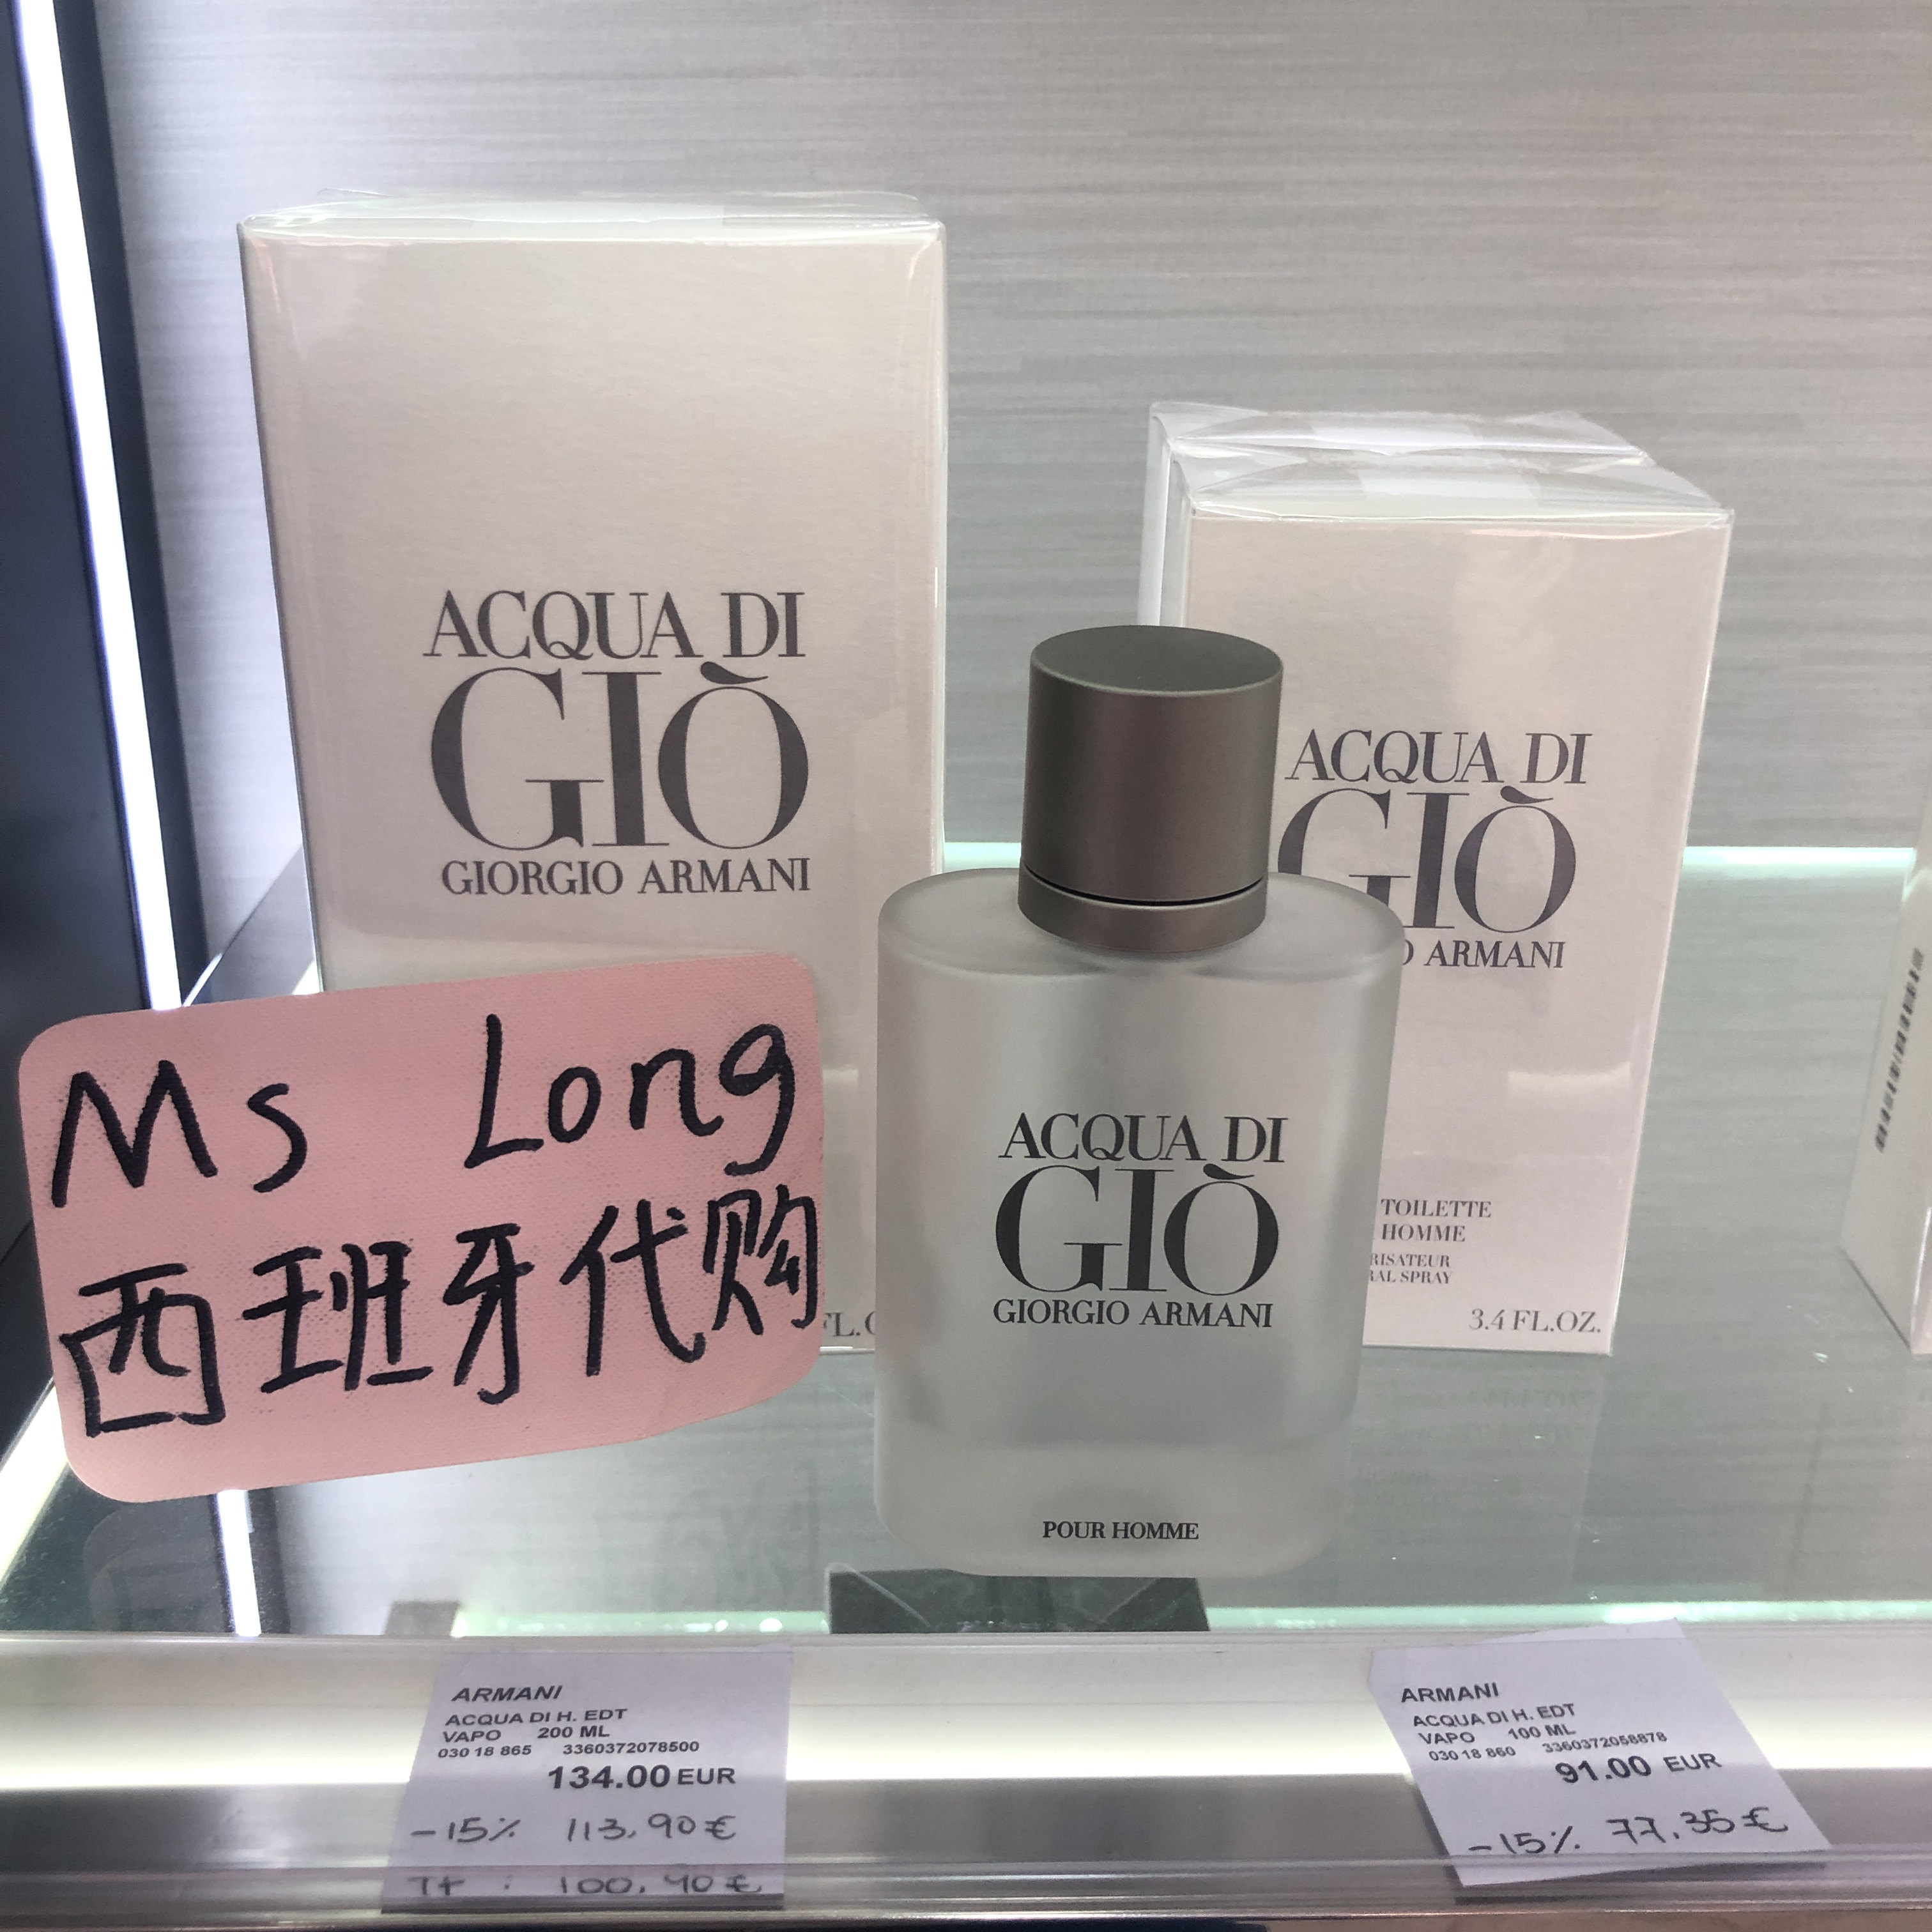 ACQUA DI
GIÒ
GIORGIO ARMANI
ACQUA DI
GIÒ
ARMANI
TOILETTE
HOMME
3.4 FL.OZ.
Ms Long
西班牙代购
ACQUA DI
GIÒ
GIORGIO ARMANI
POUR HOMME
ARMANI
ACQUA DI H. EDT
VAPO 200 ML
030 18 865 3360372078500
134.00 EUR
-15% 113,90€
100,90€
ARMANI
ACQUA DI H. EDT
VAPO 100 ML
030 18 860 3360372058878
91.00 EUR
-15% 77,35€